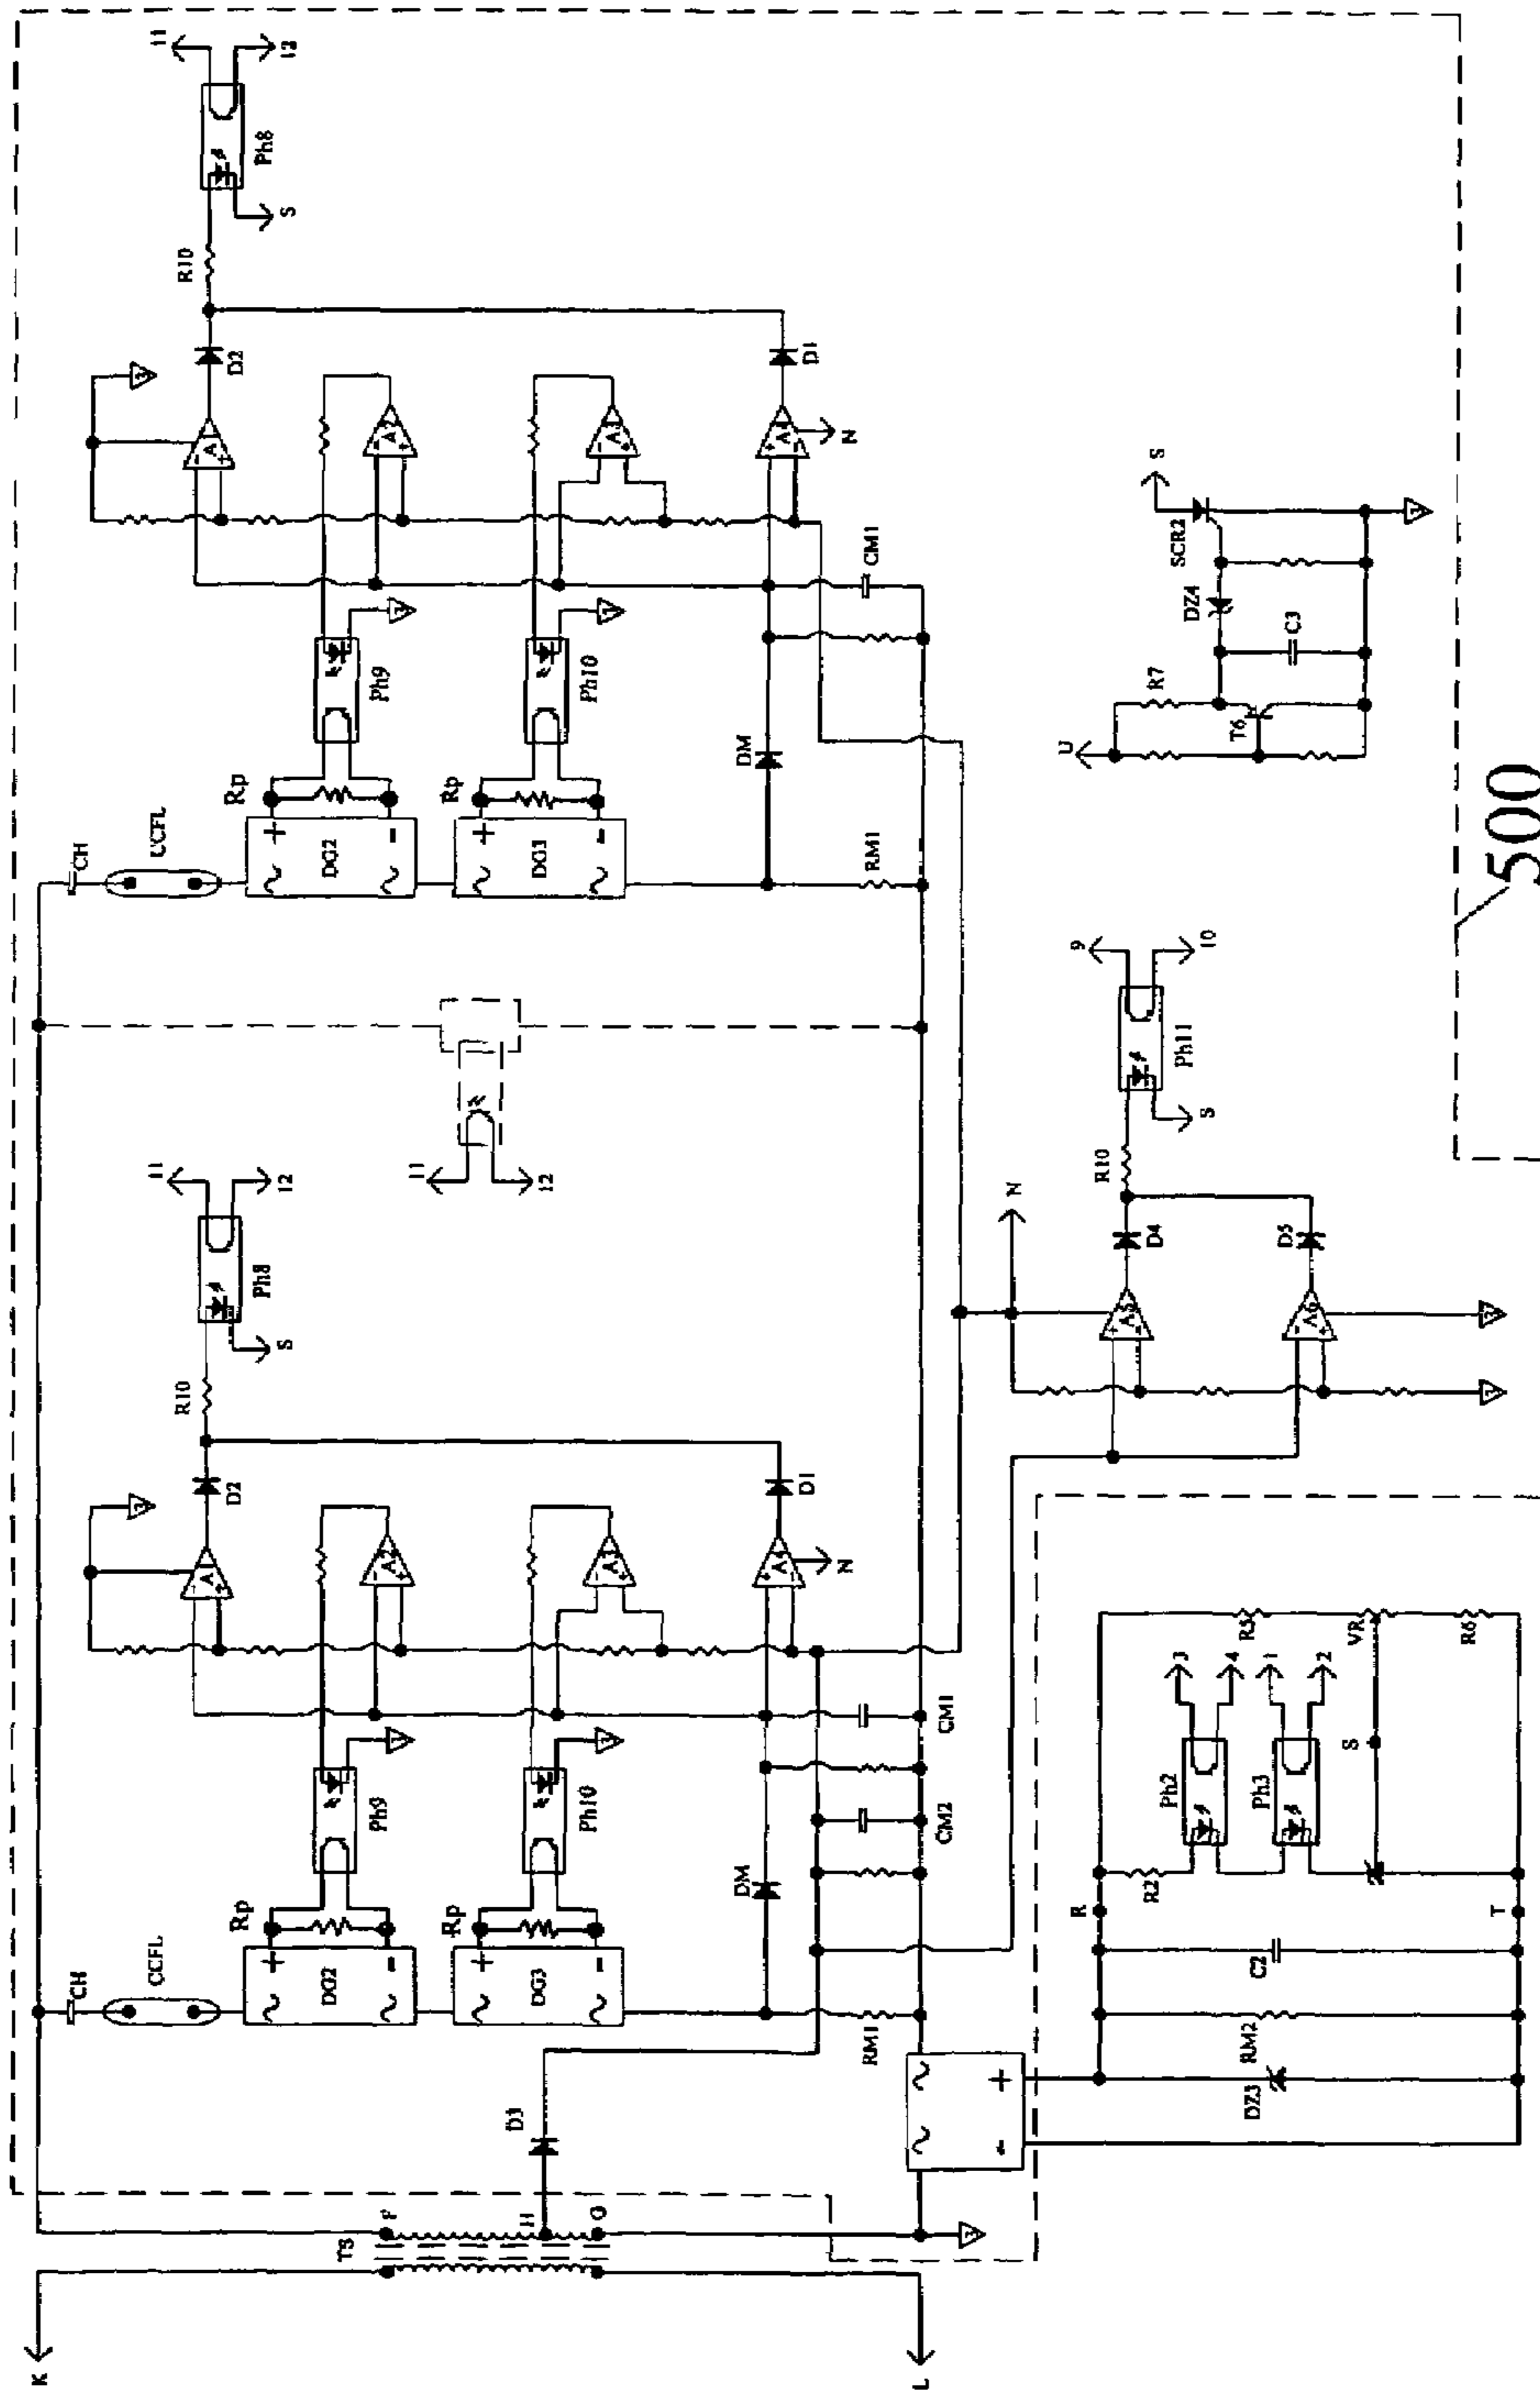 11
12
Ph8
S
R10
D2
A1
A2
A3
A4
D1
N
CM1
Ph9
Ph10
DM
Rp
Rp
CH
CCFL
+
-
DG2
+
-
DG3
RM1
S
SCR2
DZ4
C3
R7
T6
U
500
9
10
Ph11
S
R10
D4
D5
N
A5
A6
11
12
11
12
Ph8
S
R10
D2
A1
A2
A3
A4
D1
N
CM1
CM2
Ph9
Ph10
DM
Rp
Rp
CH
CCFL
+
-
DG2
+
-
DG3
RM1
D3
+
-
F
H
G
TS
K
L
R5
VR
R6
3
4
1
2
Ph2
Ph3
S
R2
R
T
C2
RM2
DZ3